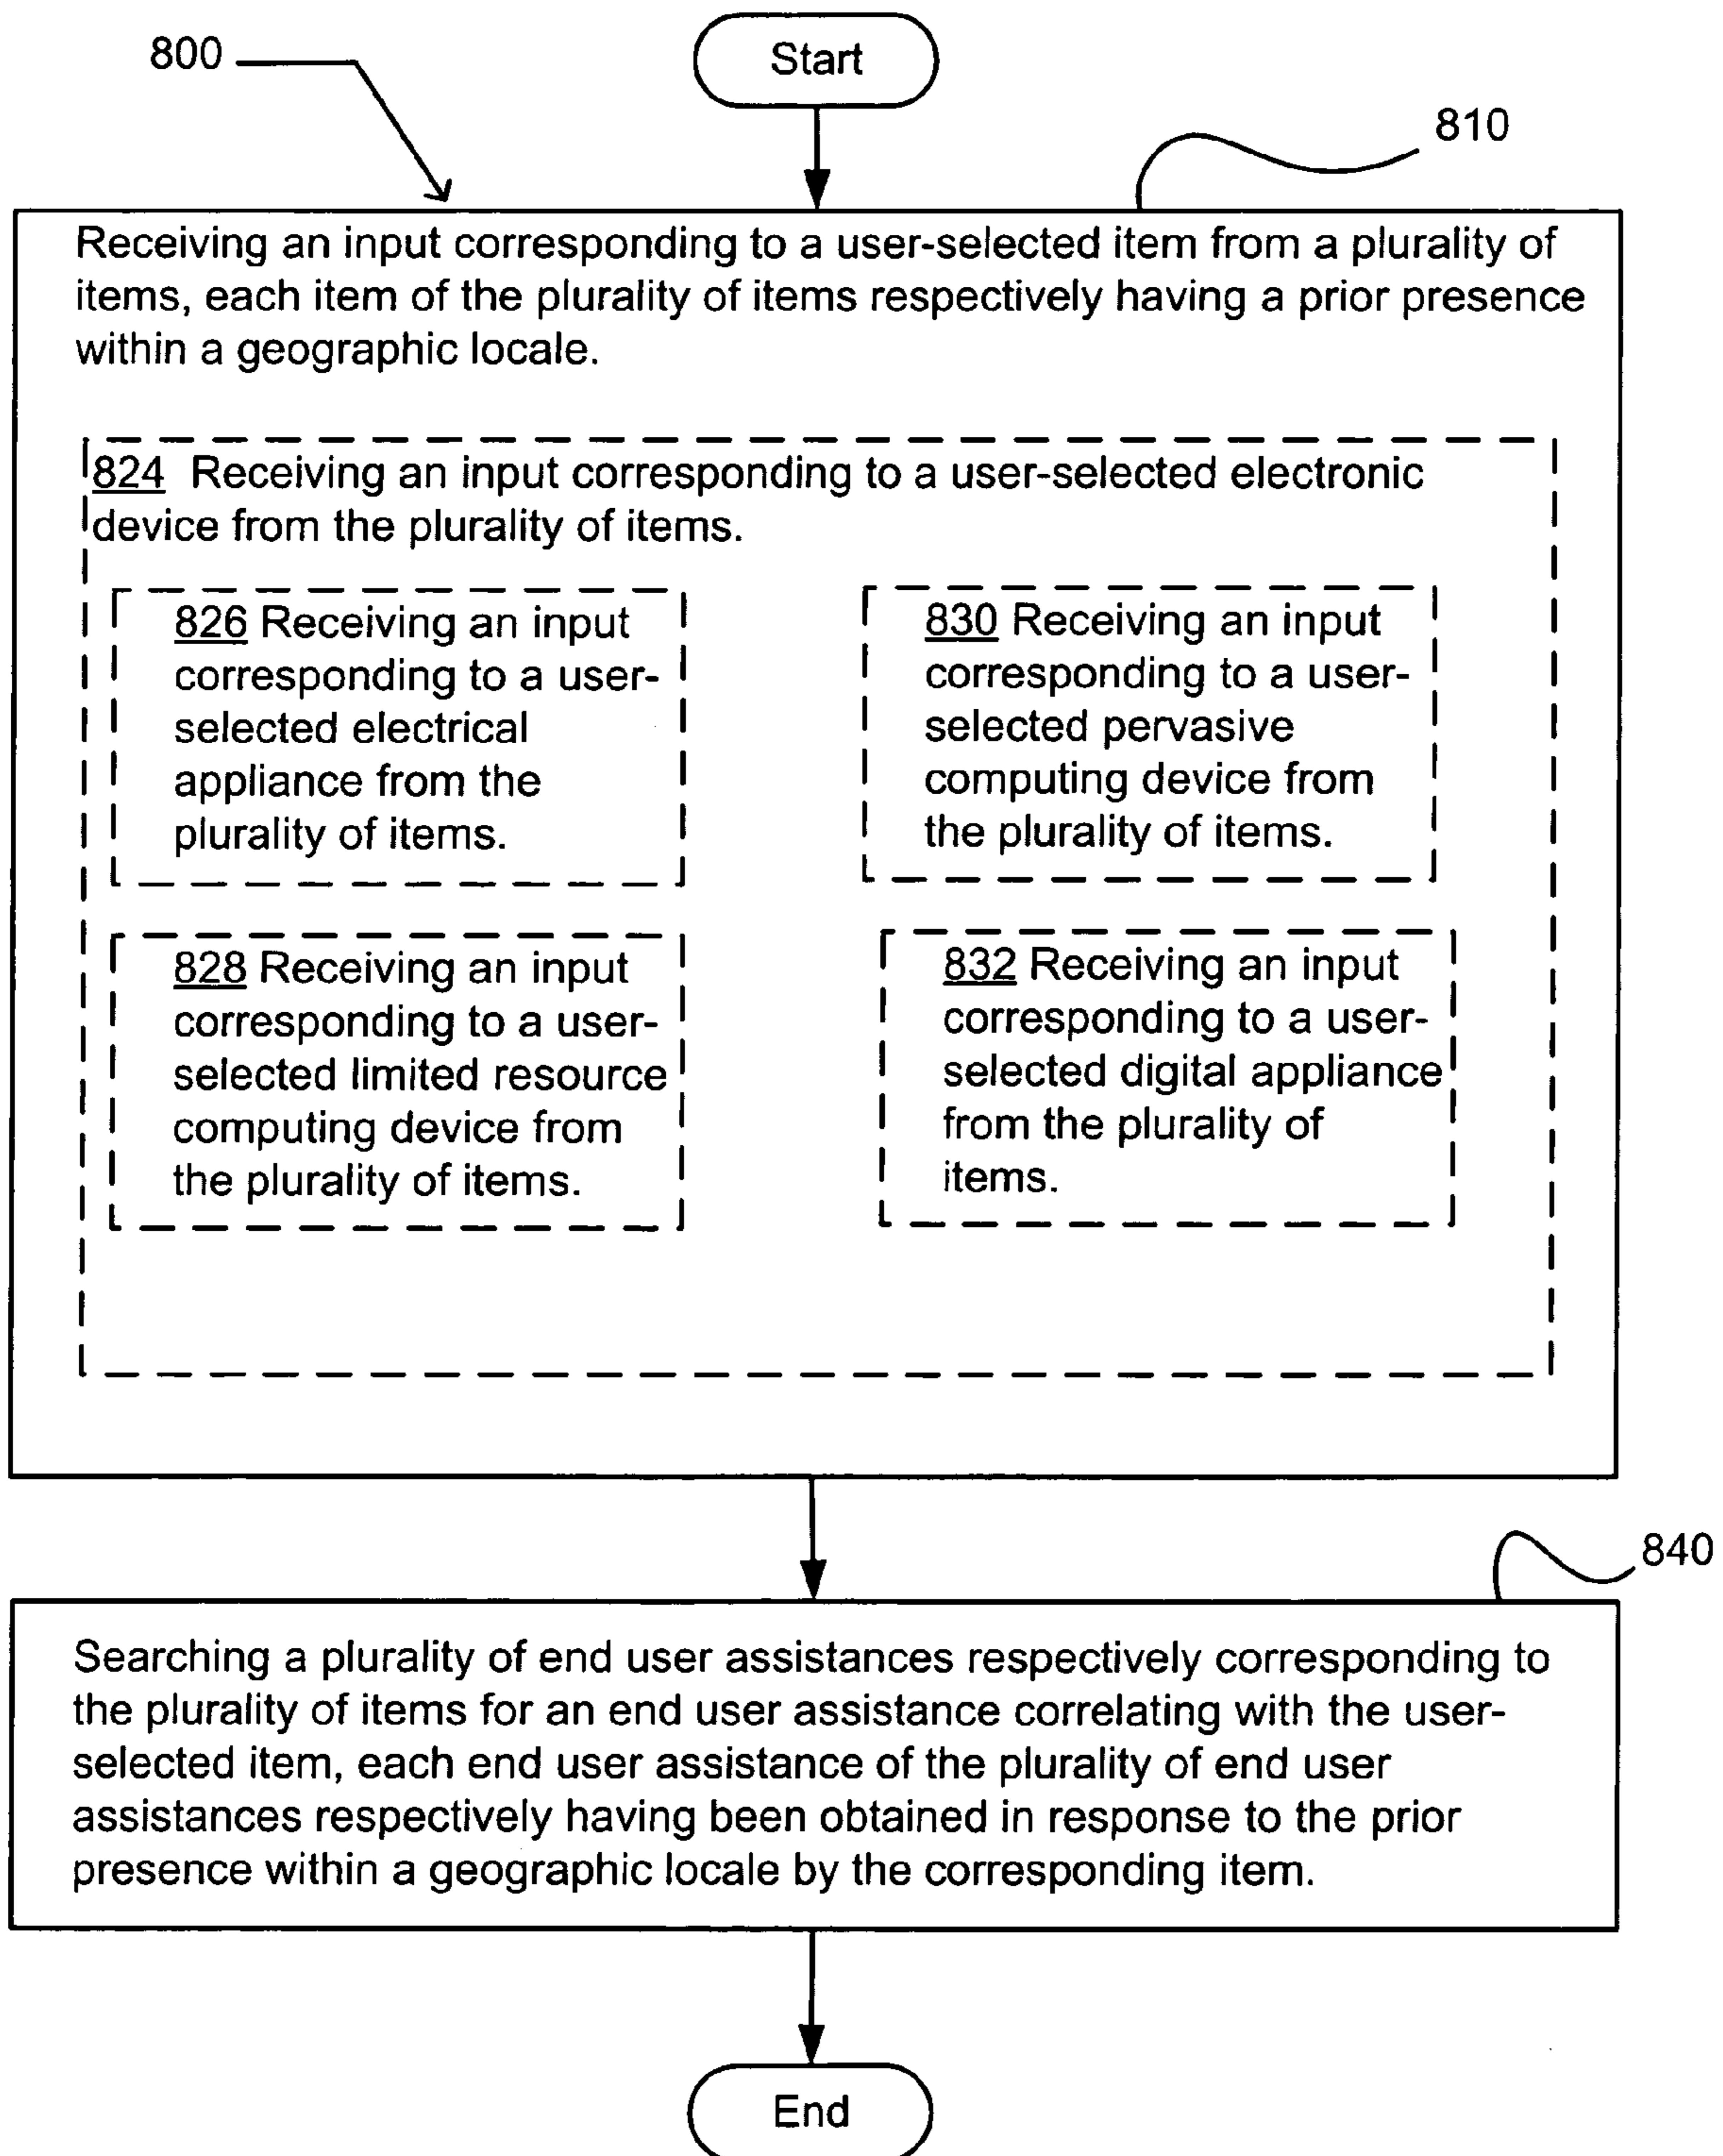 800
Start
810
Receiving an input corresponding to a user-selected item from a plurality of
items, each item of the plurality of items respectively having a prior presence
within a geographic locale.
824 Receiving an input corresponding to a user-selected electronic
device from the plurality of items.
826 Receiving an input
corresponding to a user-
selected electrical
appliance from the
plurality of items.
830 Receiving an input
corresponding to a user-
selected pervasive
computing device from
the plurality of items.
828 Receiving an input
corresponding to a user-
selected limited resource
computing device from
the plurality of items.
832 Receiving an input
corresponding to a user-
selected digital appliance
from the plurality of
items.
840
Searching a plurality of end user assistances respectively corresponding to
the plurality of items for an end user assistance correlating with the user-
selected item, each end user assistance of the plurality of end user
assistances respectively having been obtained in response to the prior
presence within a geographic locale by the corresponding item.
End